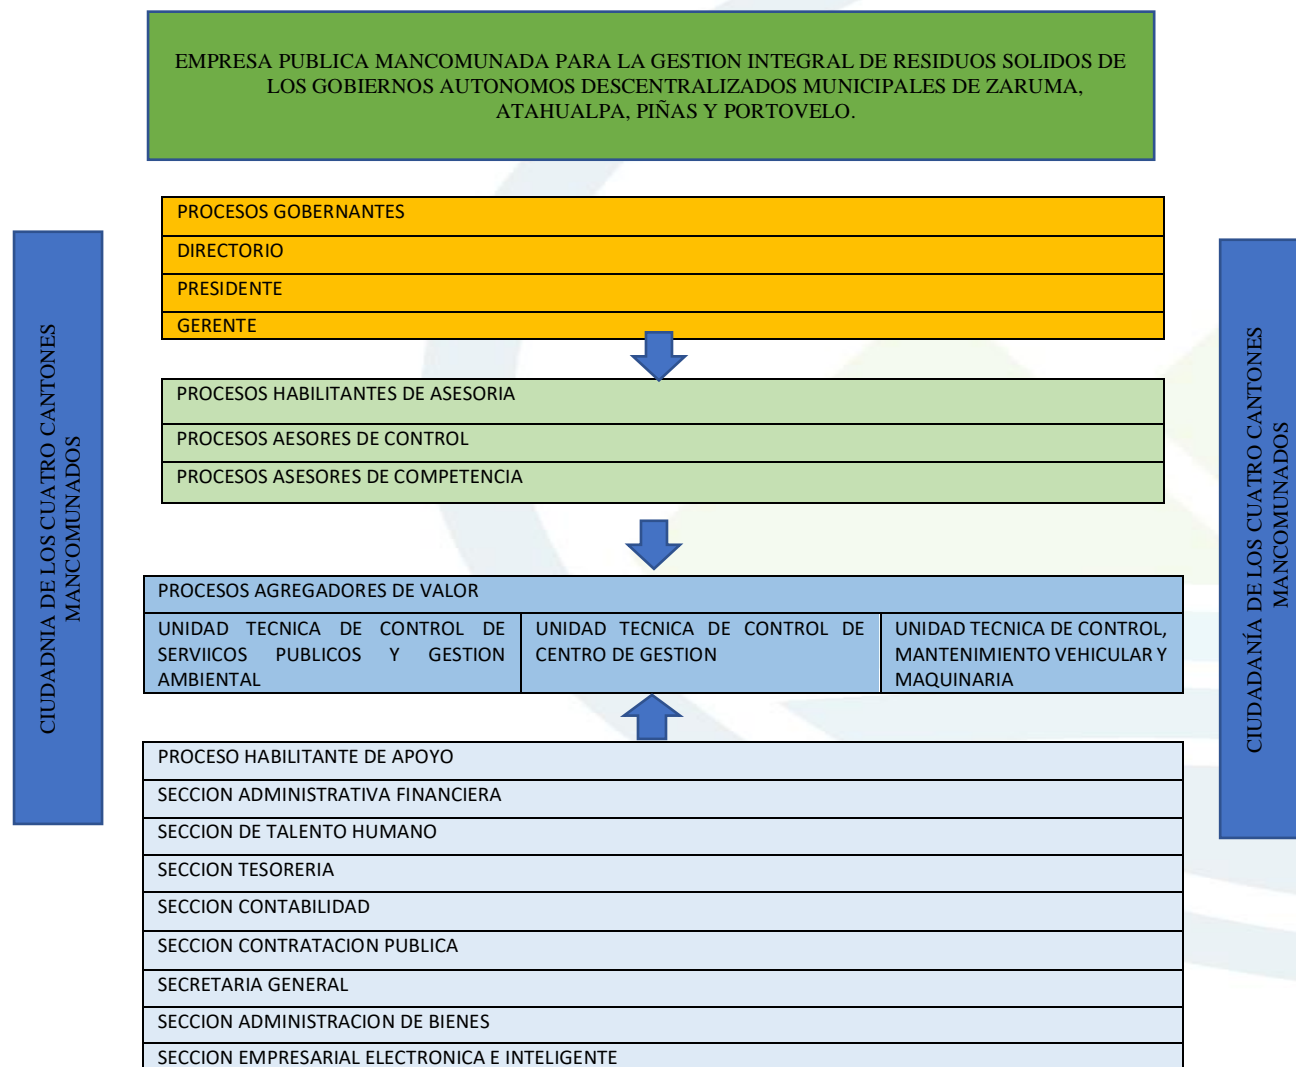 EMPRESA PUBLICA MANCOMUNADA PARA LA GESTION INTEGRAL DE RESIDUOS SOLIDOS DE
LOS GOBIERNOS AUTONOMOS DESCENTRALIZADOS MUNICIPALES DE ZARUMA,
ATAHUALPA, PIÑAS Y PORTOVELO.
CIUDADNIA DE LOS CUATRO CANTONES
MANCOMUNADOS
PROCESOS GOBERNANTES
DIRECTORIO
PRESIDENTE
GERENTE
PROCESOS HABILITANTES DE ASESORIA
PROCESOS AESORES DE CONTROL
PROCESOS ASESORES DE COMPETENCIA
PROCESOS AGREGADORES DE VALOR
UNIDAD TECNICA DE CONTROL DE
SERVIICOS PUBLICOS Y GESTION
AMBIENTAL
UNIDAD TECNICA DE CONTROL DE
CENTRO DE GESTION
UNIDAD TECNICA DE CONTROL,
MANTENIMIENTO VEHICULAR Y
MAQUINARIA
PROCESO HABILITANTE DE APOYO
SECCION ADMINISTRATIVA FINANCIERA
SECCION DE TALENTO HUMANO
SECCION TESORERIA
SECCION CONTABILIDAD
SECCION CONTRATACION PUBLICA
SECRETARIA GENERAL
SECCION ADMINISTRACION DE BIENES
SECCION EMPRESARIAL ELECTRONICA E INTELIGENTE
CIUDADANÍA DE LOS CUATRO CANTONES
MANCOMUNADOS